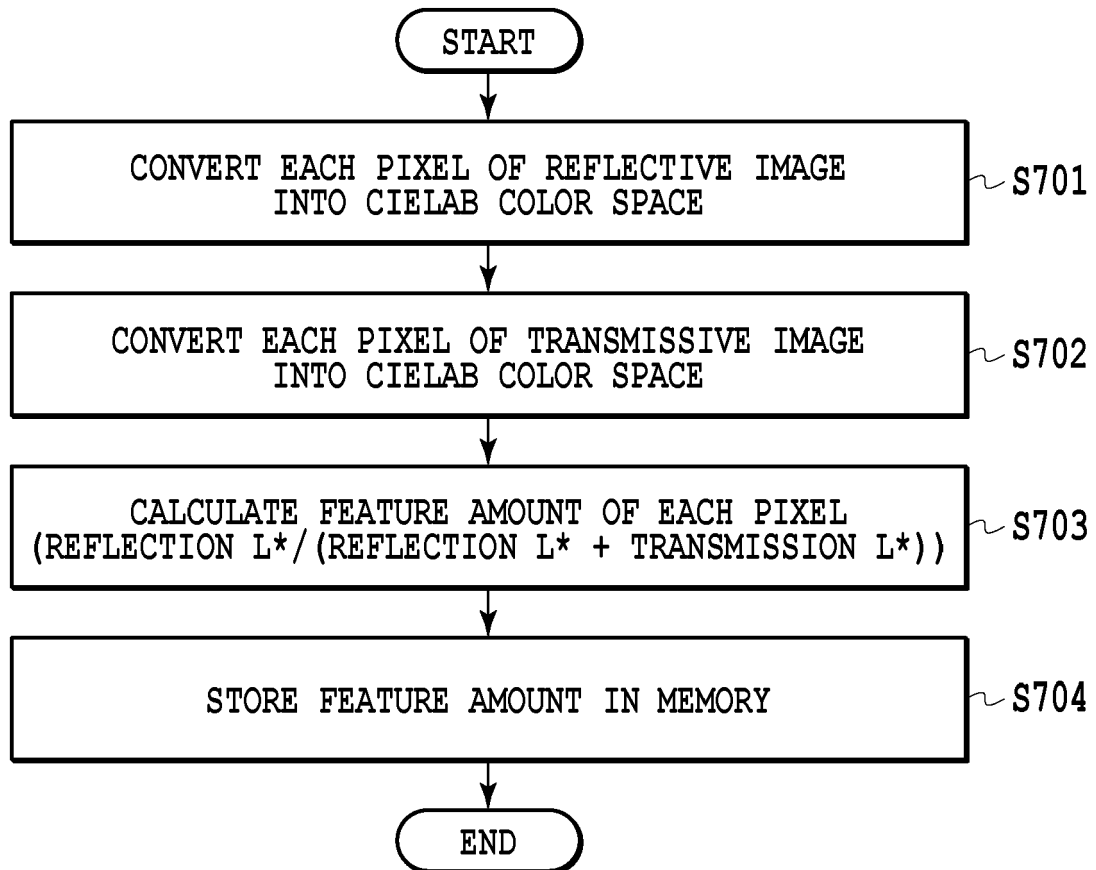 START
CONVERT EACH PIXEL OF REFLECTIVE IMAGE
INTO CIELAB COLOR SPACE
S701
CONVERT EACH PIXEL OF TRANSMISSIVE IMAGE
INTO CIELAB COLOR SPACE
S702
CALCULATE FEATURE AMOUNT OF EACH PIXEL
(REFLECTION L*/(REFLECTION L* + TRANSMISSION L*))
S703
STORE FEATURE AMOUNT IN MEMORY
S704
END